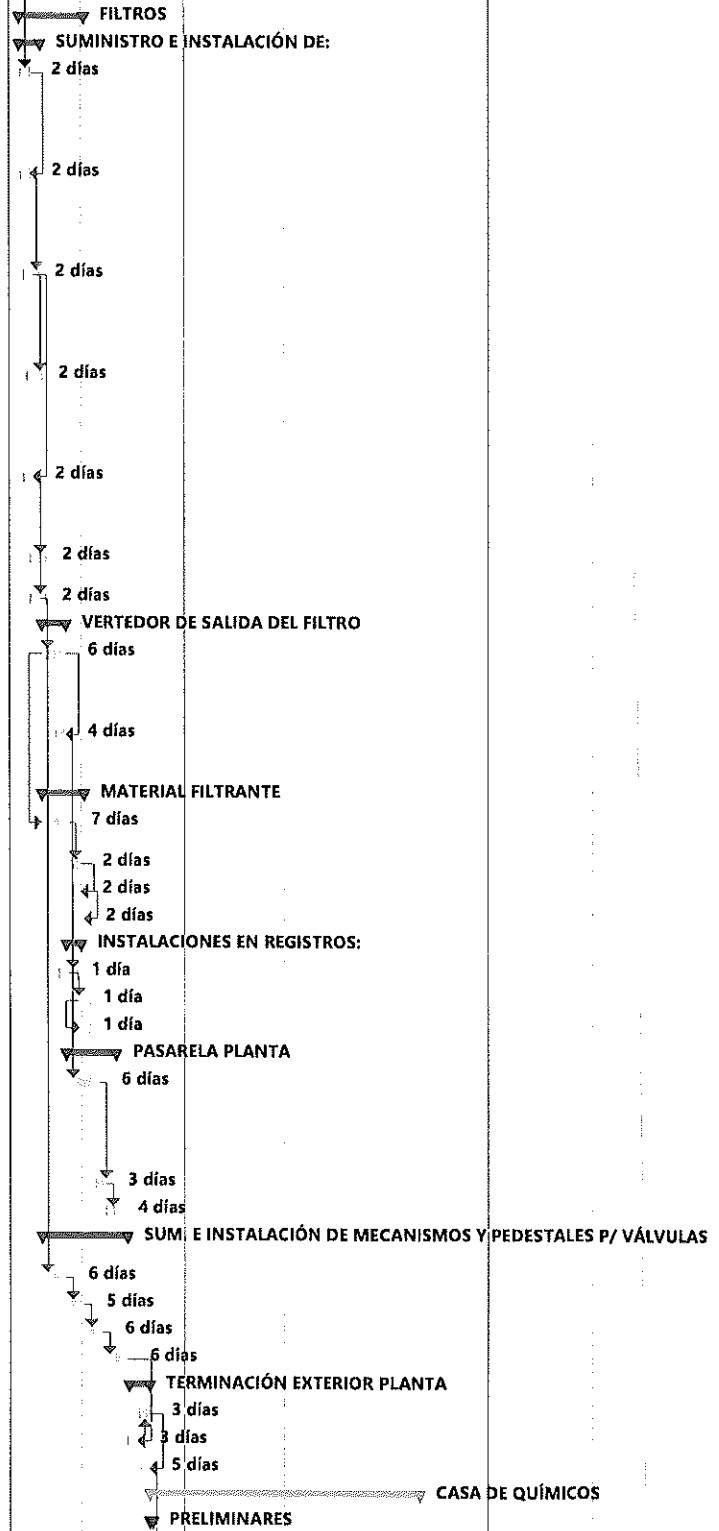 FILTROS
SUMINISTRO E INSTALACIÓN DE:
2 días
2 días
2 días
2 días
2 días
2 días
2 días
VERTEDOR DE SALIDA DEL FILTRO
6 días
4 días
MATERIAL FILTRANTE
7 días
2 días
2 días
2 días
INSTALACIONES EN REGISTROS:
1 día
1 día
1 día
PASARELA PLANTA
6 días
3 días
4 días
SUM. E INSTALACIÓN DE MECANISMOS Y PEDESTALES P/ VÁLVULAS
6 días
5 días
6 días
6 días
TERMINACIÓN EXTERIOR PLANTA
3 días
3 días
5 días
CASA DE QUÍMICOS
PRELIMINARES